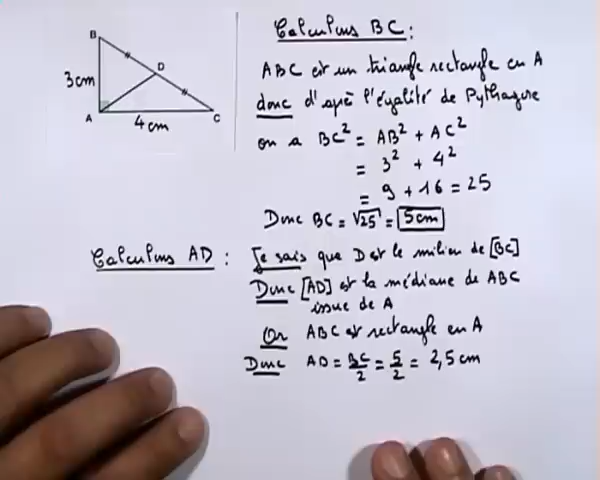 B
D
3cm
A
4cm
C
Calculons BC :
ABC est un triangle rectangle en A
donc d'après l'égalité de Pythagore
on a BC² = AB² + AC²
= 3² + 4²
= 9 + 16 = 25
Donc BC = √25 = 5cm
Calculons AD :
Je sais que D est le milieu de [BC]
Donc [AD] est la médiane de ABC
issue de A
Or ABC est rectangle en A
Donc AD = BC/2 = 5/2 = 2,5 cm